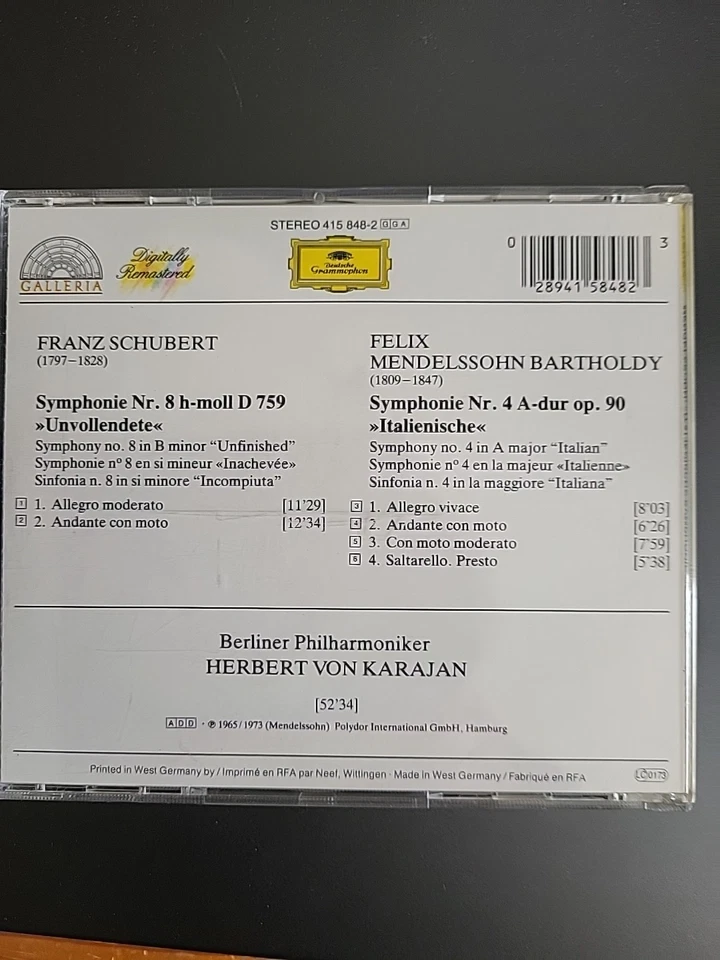 STEREO 415 848-2 GGA
GALLERIA
Digitally
Remastered
Deutsche
Grammophon
0
28941 58482
3
FRANZ SCHUBERT
(1797–1828)
Symphonie Nr. 8 h-moll D 759
»Unvollendete«
Symphony no. 8 in B minor “Unfinished”
Symphonie nº 8 en si mineur «Inachevée»
Sinfonia n. 8 in si minore “Incompiuta”
1 1. Allegro moderato [11'29]
2 2. Andante con moto [12'34]
FELIX
MENDELSSOHN BARTHOLDY
(1809–1847)
Symphonie Nr. 4 A-dur op. 90
»Italienische«
Symphony no. 4 in A major “Italian”
Symphonie nº 4 en la majeur «Italienne»
Sinfonia n. 4 in la maggiore “Italiana”
3 1. Allegro vivace [8'03]
4 2. Andante con moto [6'26]
5 3. Con moto moderato [7'59]
6 4. Saltarello. Presto [5'38]
Berliner Philharmoniker
HERBERT VON KARAJAN
[52'34]
ADD · ℗ 1965/1973 (Mendelssohn) Polydor International GmbH, Hamburg
Printed in West Germany by / Imprimé en RFA par Neef, Wittingen · Made in West Germany / Fabriqué en RFA
LC 0173